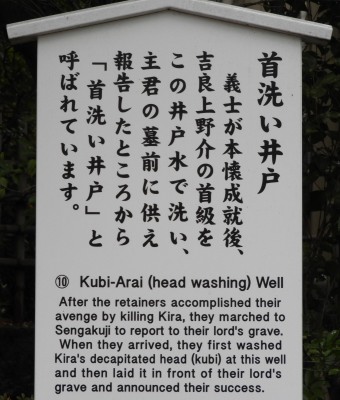 首洗い井戸
義士が本懐成就後、
吉良上野介の首級を
この井戸水で洗い、
主君の墓前に供え
報告したところから
「首洗い井戸」と
呼ばれています。
⑩ Kubi-Arai (head washing) Well
After the retainers accomplished their
avenge by killing Kira, they marched to
Sengakuji to report to their lord's grave.
When they arrived, they first washed
Kira's decapitated head (kubi) at this well
and then laid it in front of their lord's
grave and announced their success.